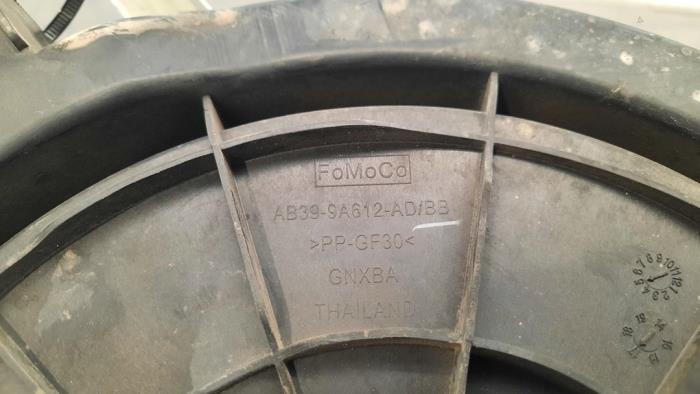 FoMoCo
AB39-9A612-AD/BB
>PP-GF30<
GNXBA
THAILAND